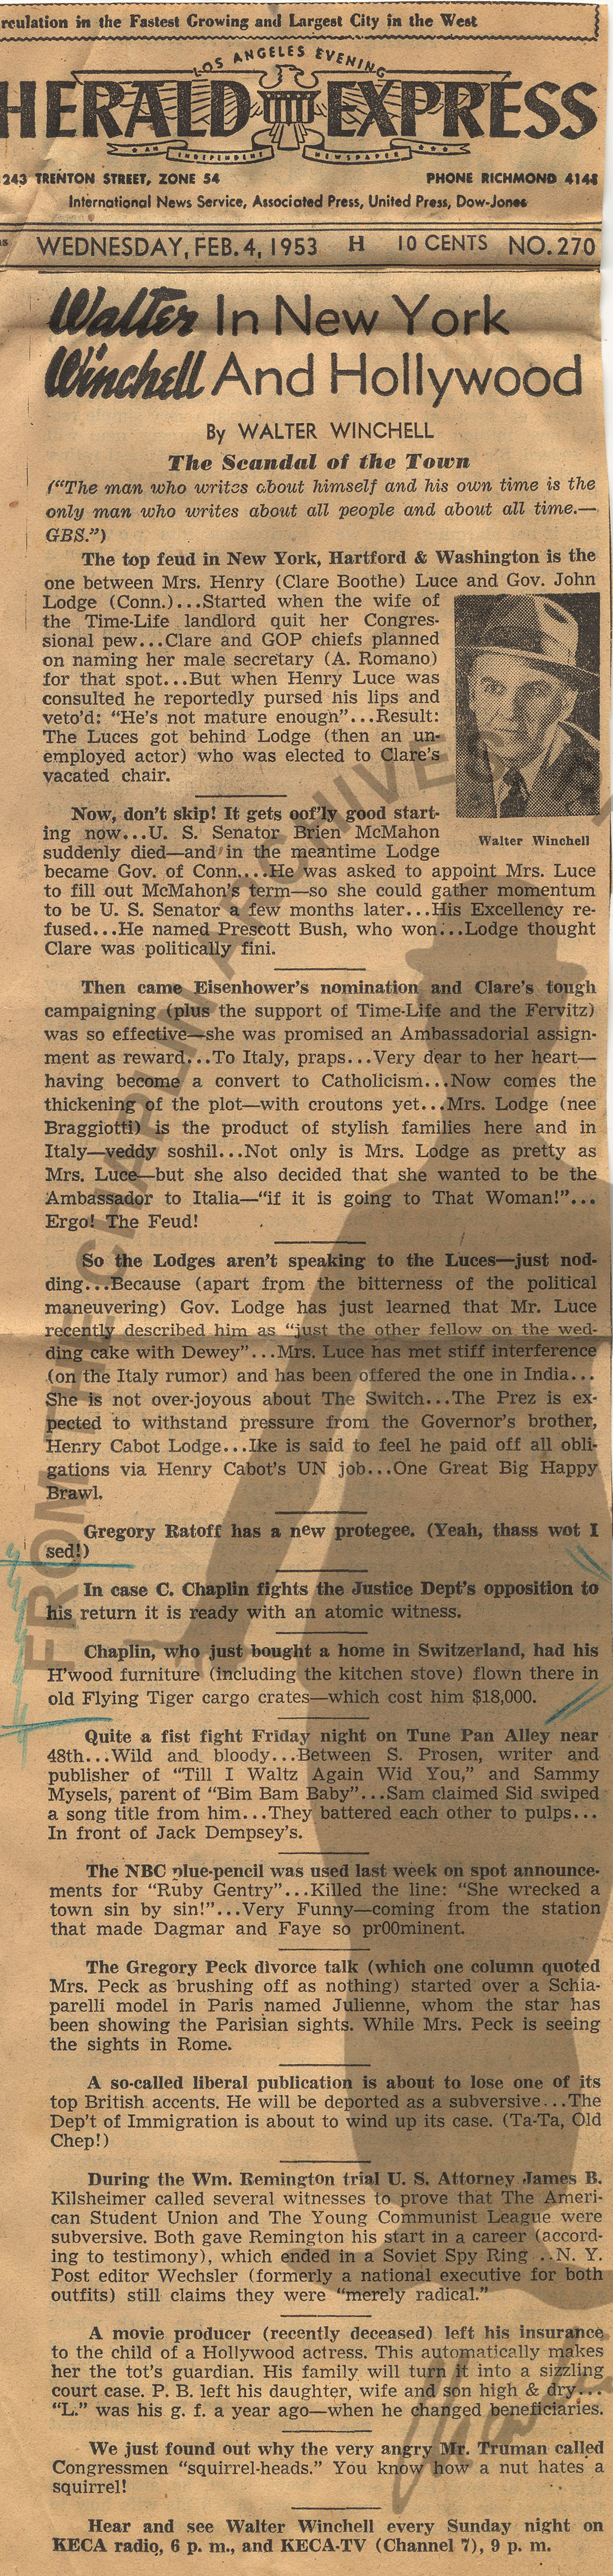 rculation in the Fastest Growing and Largest City in the West
LOS ANGELES EVENING
HERALD EXPRESS
AN INDEPENDENT NEWSPAPER
243 TRENTON STREET, ZONE 54 PHONE RICHMOND 4141
International News Service, Associated Press, United Press, Dow-Jones
WEDNESDAY, FEB. 4, 1953 H 10 CENTS NO. 270
Walter In New York
Winchell And Hollywood
By WALTER WINCHELL
The Scandal of the Town
("The man who writes about himself and his own time is the
only man who writes about all people and about all time.—
GBS.")
The top feud in New York, Hartford & Washington is the
one between Mrs. Henry (Clare Boothe) Luce and Gov. John
Lodge (Conn.)...Started when the wife of
the Time-Life landlord quit her Congres-
sional pew...Clare and GOP chiefs planned
on naming her male secretary (A. Romano)
for that spot...But when Henry Luce was
consulted he reportedly pursed his lips and
veto'd: "He's not mature enough"...Result:
The Luces got behind Lodge (then an un-
employed actor) who was elected to Clare's
vacated chair.
Walter Winchell
Now, don't skip! It gets oof'ly good start-
ing now...U. S. Senator Brien McMahon
suddenly died—and in the meantime Lodge
became Gov. of Conn....He was asked to appoint Mrs. Luce
to fill out McMahon's term—so she could gather momentum
to be U. S. Senator a few months later...His Excellency re-
fused...He named Prescott Bush, who won...Lodge thought
Clare was politically fini.
Then came Eisenhower's nomination and Clare's tough
campaigning (plus the support of Time-Life and the Fervitz)
was so effective—she was promised an Ambassadorial assign-
ment as reward...To Italy, praps...Very dear to her heart—
having become a convert to Catholicism...Now comes the
thickening of the plot—with croutons yet...Mrs. Lodge (nee
Braggiotti) is the product of stylish families here and in
Italy—veddy soshil...Not only is Mrs. Lodge as pretty as
Mrs. Luce—but she also decided that she wanted to be the
Ambassador to Italia—"if it is going to That Woman!"...
Ergo! The Feud!
So the Lodges aren't speaking to the Luces—just nod-
ding...Because (apart from the bitterness of the political
maneuvering) Gov. Lodge has just learned that Mr. Luce
recently described him as "just the other fellow on the wed-
ding cake with Dewey"...Mrs. Luce has met stiff interference
(on the Italy rumor) and has been offered the one in India...
She is not over-joyous about The Switch...The Prez is ex-
pected to withstand pressure from the Governor's brother,
Henry Cabot Lodge...Ike is said to feel he paid off all obli-
gations via Henry Cabot's UN job...One Great Big Happy
Brawl.
Gregory Ratoff has a new protegee. (Yeah, thass wot I
sed!)
In case C. Chaplin fights the Justice Dept's opposition to
his return it is ready with an atomic witness.
Chaplin, who just bought a home in Switzerland, had his
H'wood furniture (including the kitchen stove) flown there in
old Flying Tiger cargo crates—which cost him $18,000.
Quite a fist fight Friday night on Tune Pan Alley near
48th...Wild and bloody...Between S. Prosen, writer and
publisher of "Till I Waltz Again Wid You," and Sammy
Mysels, parent of "Bim Bam Baby"...Sam claimed Sid swiped
a song title from him...They battered each other to pulps...
In front of Jack Dempsey's.
The NBC blue-pencil was used last week on spot announce-
ments for "Ruby Gentry"...Killed the line: "She wrecked a
town sin by sin!"...Very Funny—coming from the station
that made Dagmar and Faye so pr00minent.
The Gregory Peck divorce talk (which one column quoted
Mrs. Peck as brushing off as nothing) started over a Schia-
parelli model in Paris named Julienne, whom the star has
been showing the Parisian sights. While Mrs. Peck is seeing
the sights in Rome.
A so-called liberal publication is about to lose one of its
top British accents. He will be deported as a subversive...The
Dep't of Immigration is about to wind up its case. (Ta-Ta, Old
Chep!)
During the Wm. Remington trial U. S. Attorney James B.
Kilsheimer called several witnesses to prove that The Ameri-
can Student Union and The Young Communist League were
subversive. Both gave Remington his start in a career (accord-
ing to testimony), which ended in a Soviet Spy Ring ..N. Y.
Post editor Wechsler (formerly a national executive for both
outfits) still claims they were "merely radical."
A movie producer (recently deceased) left his insurance
to the child of a Hollywood actress. This automatically makes
her the tot's guardian. His family will turn it into a sizzling
court case. P. B. left his daughter, wife and son high & dry...
"L." was his g. f. a year ago—when he changed beneficiaries.
We just found out why the very angry Mr. Truman called
Congressmen "squirrel-heads." You know how a nut hates a
squirrel!
Hear and see Walter Winchell every Sunday night on
KECA radio, 6 p. m., and KECA-TV (Channel 7), 9 p. m.
FROM THE CHAPLIN ARCHIVES